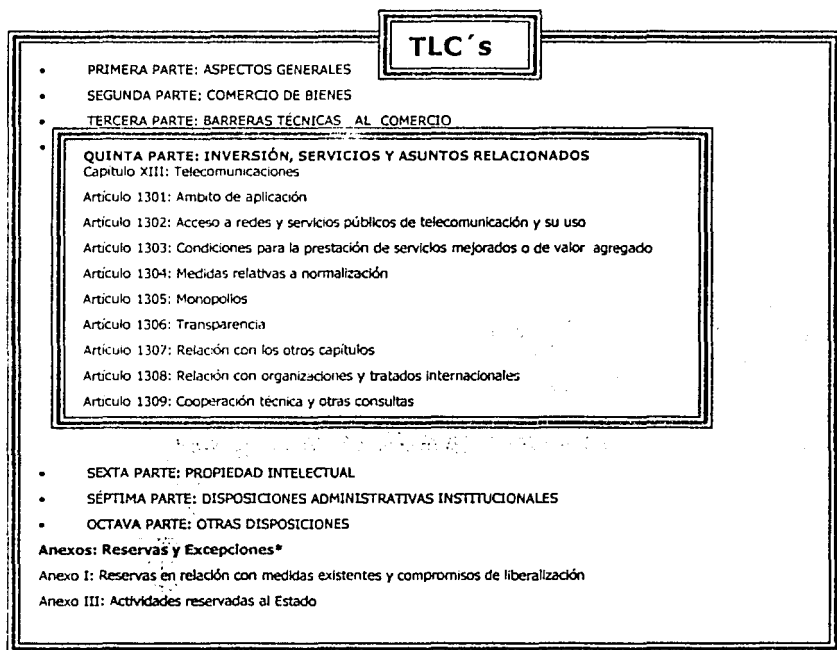 TLC´s
• PRIMERA PARTE: ASPECTOS GENERALES
• SEGUNDA PARTE: COMERCIO DE BIENES
• TERCERA PARTE: BARRERAS TÉCNICAS AL COMERCIO
•
QUINTA PARTE: INVERSIÓN, SERVICIOS Y ASUNTOS RELACIONADOS
Capítulo XIII: Telecomunicaciones
Artículo 1301: Ambito de aplicación
Artículo 1302: Acceso a redes y servicios públicos de telecomunicación y su uso
Artículo 1303: Condiciones para la prestación de servicios mejorados o de valor agregado
Artículo 1304: Medidas relativas a normalización
Artículo 1305: Monopolios
Artículo 1306: Transparencia
Artículo 1307: Relación con los otros capítulos
Artículo 1308: Relación con organizaciones y tratados internacionales
Artículo 1309: Cooperación técnica y otras consultas
• SEXTA PARTE: PROPIEDAD INTELECTUAL
• SÉPTIMA PARTE: DISPOSICIONES ADMINISTRATIVAS INSTITUCIONALES
• OCTAVA PARTE: OTRAS DISPOSICIONES
Anexos: Reservas y Excepciones*
Anexo I: Reservas en relación con medidas existentes y compromisos de liberalización
Anexo III: Actividades reservadas al Estado